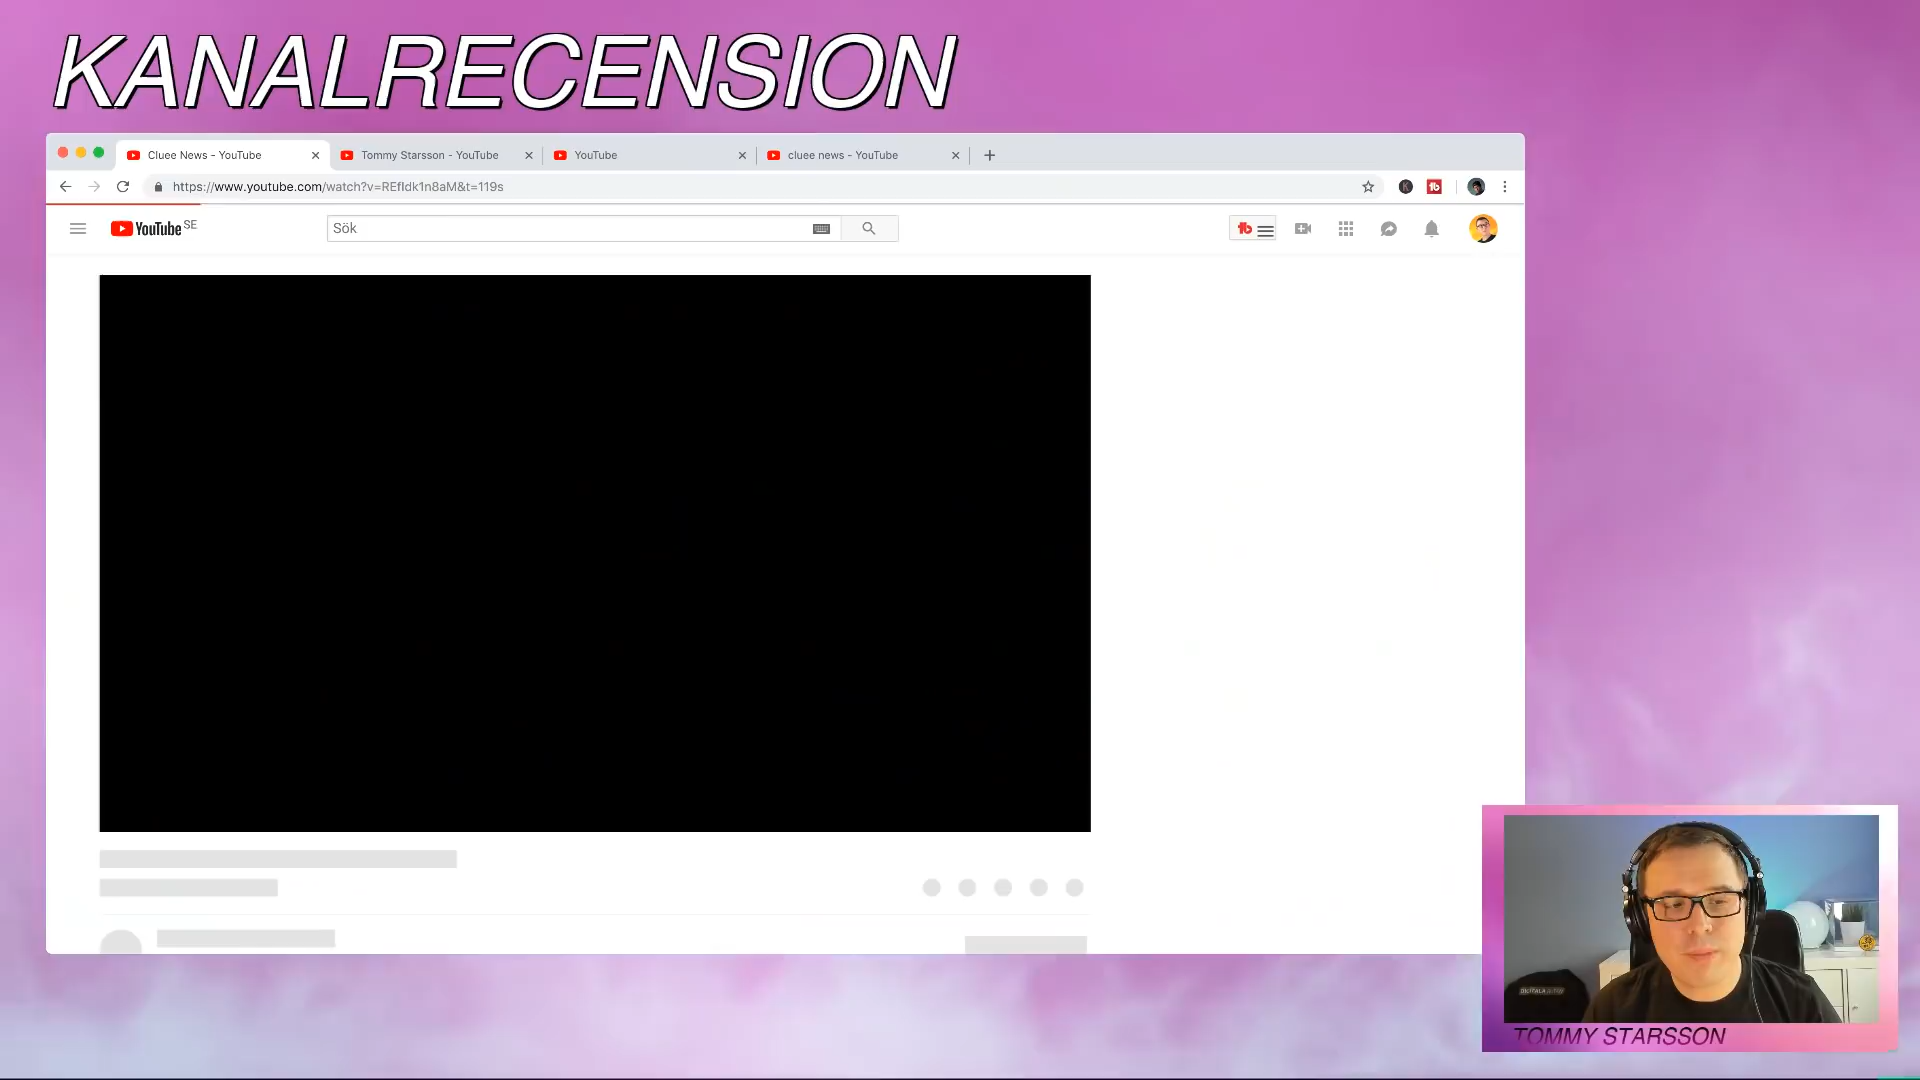 KANALRECENSION
Cluee News - YouTube
Tommy Starsson - YouTube
YouTube
cluee news - YouTube
https://www.youtube.com/watch?v=REfIdk1n8aM&t=119s
YouTube SE
Sök
TOMMY STARSSON